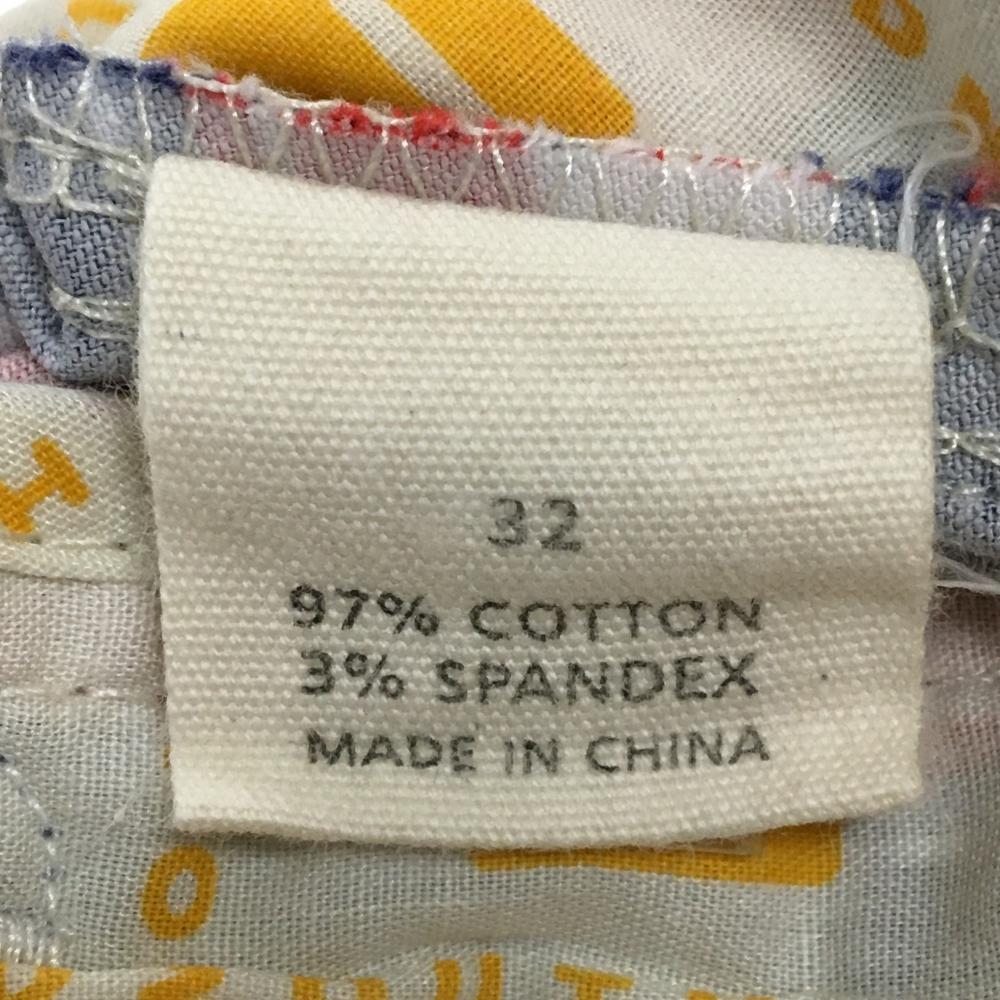 32
97% COTTON
3% SPANDEX
MADE IN CHINA